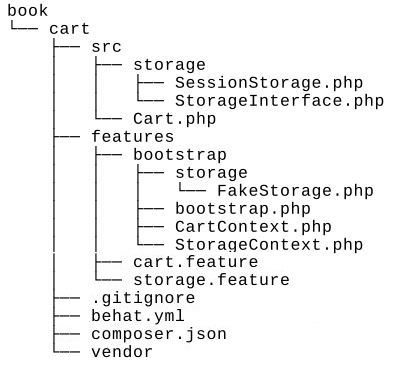 book
└── cart
    ├── src
    │   ├── storage
    │   │   ├── SessionStorage.php
    │   │   └── StorageInterface.php
    │   └── Cart.php
    ├── features
    │   ├── bootstrap
    │   │   ├── storage
    │   │   │   └── FakeStorage.php
    │   │   ├── bootstrap.php
    │   │   ├── CartContext.php
    │   │   └── StorageContext.php
    │   ├── cart.feature
    │   └── storage.feature
    ├── .gitignore
    ├── behat.yml
    ├── composer.json
    └── vendor